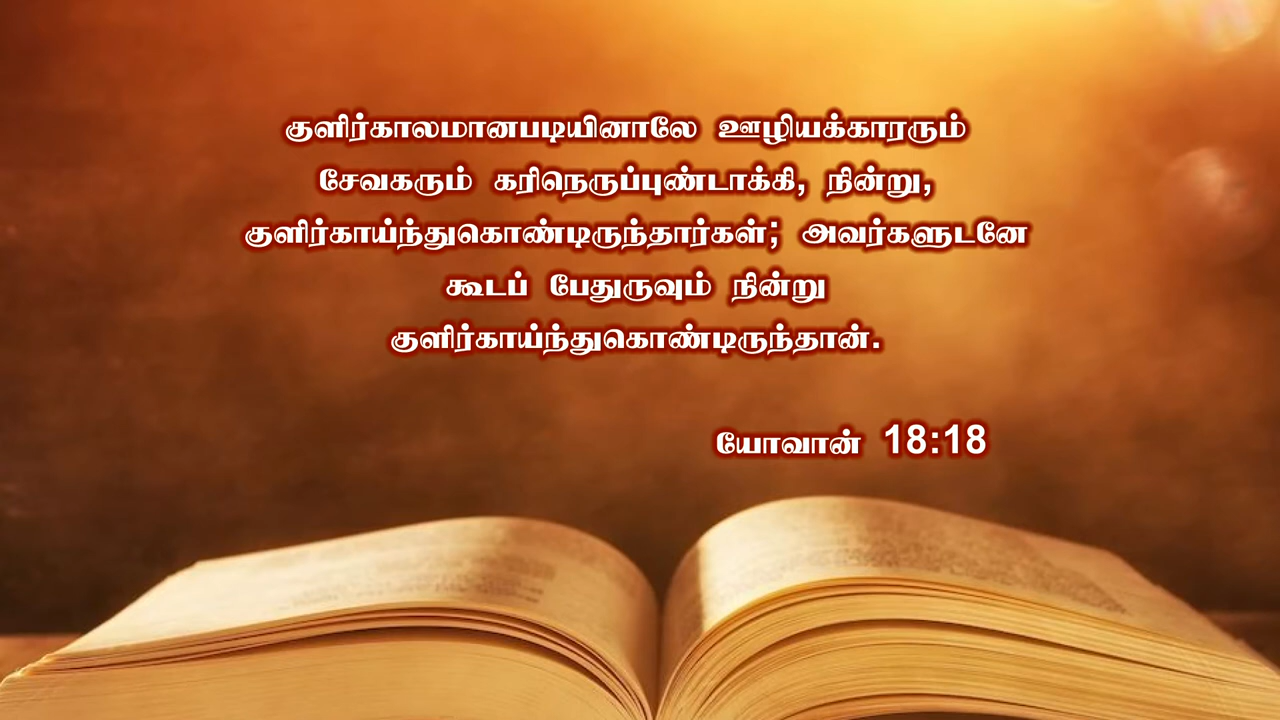 குளிர்காலமானபடியினாலே ஊழியக்காரரும்
சேவகரும் கரிநெருப்புண்டாக்கி, நின்று,
குளிர்காய்ந்துகொண்டிருந்தார்கள்; அவர்களுடனே
கூடப் பேதுருவும் நின்று
குளிர்காய்ந்துகொண்டிருந்தான்.
யோவான் 18:18